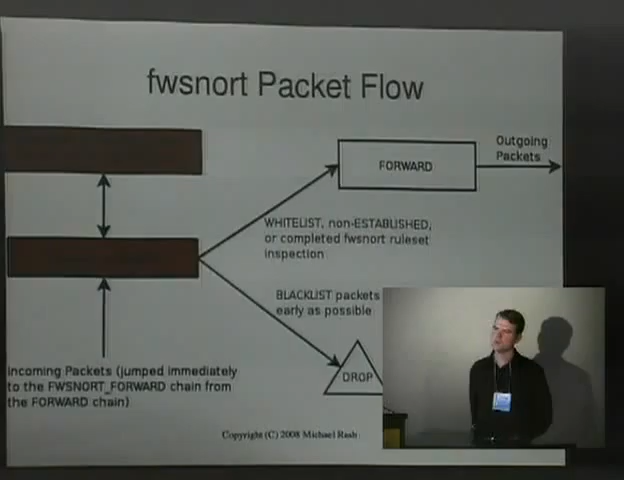 fwsnort Packet Flow
Outgoing
Packets
FORWARD
WHITELIST, non-ESTABLISHED,
or completed fwsnort ruleset
inspection
BLACKLIST packets
early as possible
DROP
Incoming Packets (jumped immediately
to the FWSNORT_FORWARD chain from
the FORWARD chain)
Copyright (C) 2008 Michael Rash